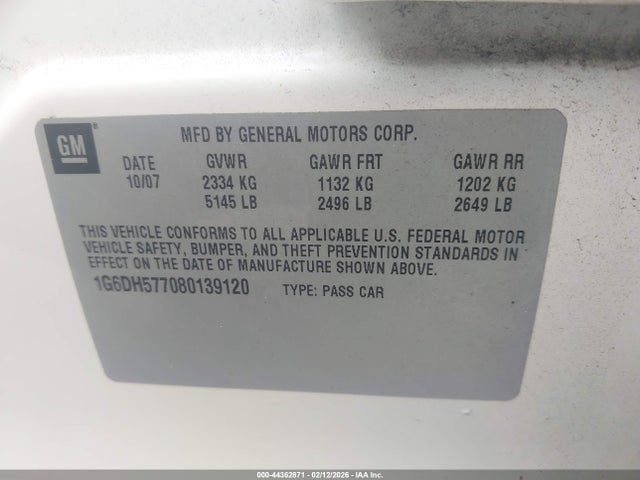 GM
MFD BY GENERAL MOTORS CORP.
DATE GVWR GAWR FRT GAWR RR
10/07 2334 KG 1132 KG 1202 KG
5145 LB 2496 LB 2649 LB
THIS VEHICLE CONFORMS TO ALL APPLICABLE U.S. FEDERAL MOTOR
VEHICLE SAFETY, BUMPER, AND THEFT PREVENTION STANDARDS IN
EFFECT ON THE DATE OF MANUFACTURE SHOWN ABOVE.
1G6DH577080139120 TYPE: PASS CAR
000-44362871 - 02/12/2026 - IAA Inc.